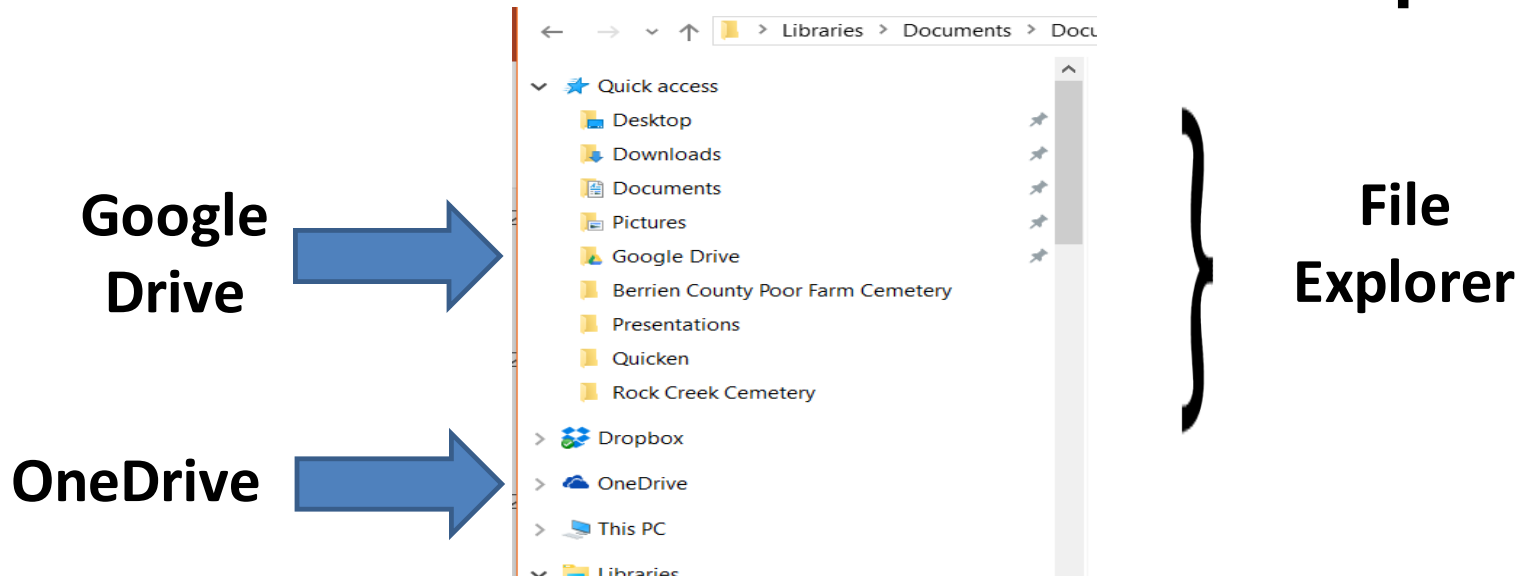 Libraries > Documents > Docu
Quick access
Desktop
Downloads
Documents
Pictures
Google Drive
Berrien County Poor Farm Cemetery
Presentations
Quicken
Rock Creek Cemetery
Dropbox
OneDrive
This PC
Libraries
Google
Drive
OneDrive
File
Explorer